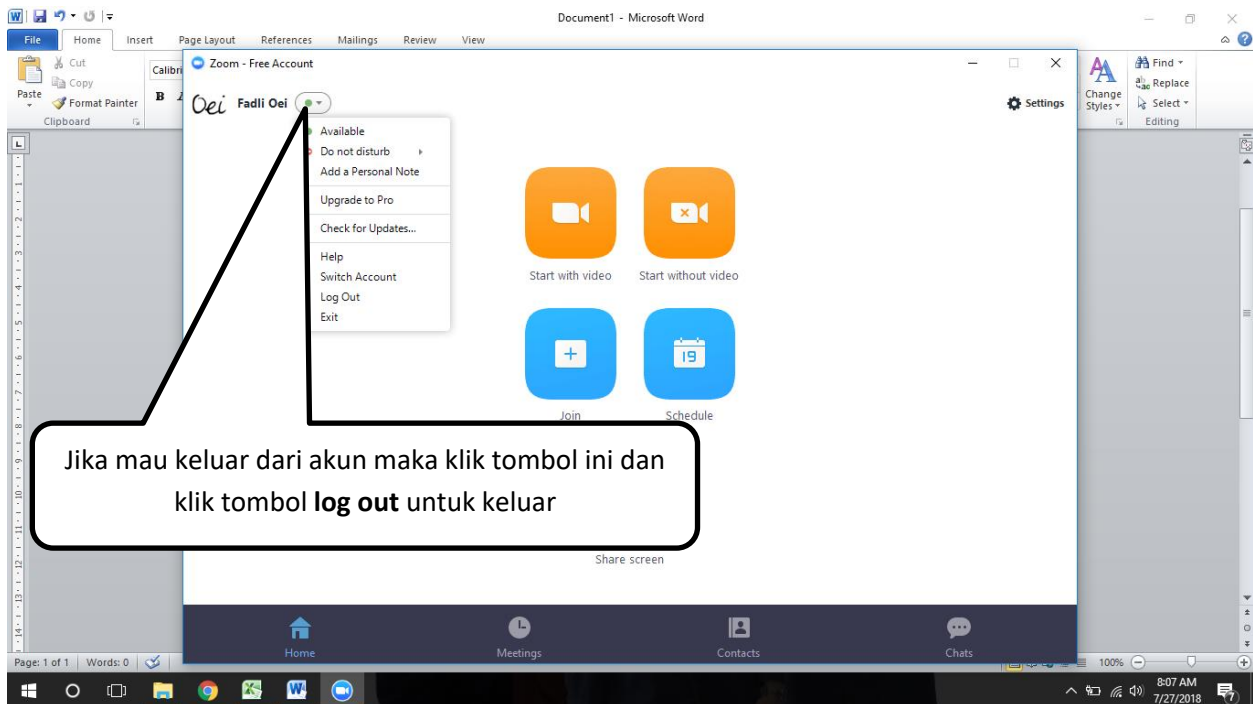 Document1 - Microsoft Word
File Home Insert Page Layout References Mailings Review View
Cut
Copy
Paste
Format Painter
Clipboard
Calibri
B
Change
Styles
Find
Replace
Select
Editing
Zoom - Free Account
Oei Fadli Oei
Settings
Available
Do not disturb
Add a Personal Note
Upgrade to Pro
Check for Updates...
Help
Switch Account
Log Out
Exit
Start with video Start without video
19
Join Schedule
Jika mau keluar dari akun maka klik tombol ini dan
klik tombol log out untuk keluar
Share screen
Home Meetings Contacts Chats
Page: 1 of 1 Words: 0
100%
8:07 AM
7/27/2018